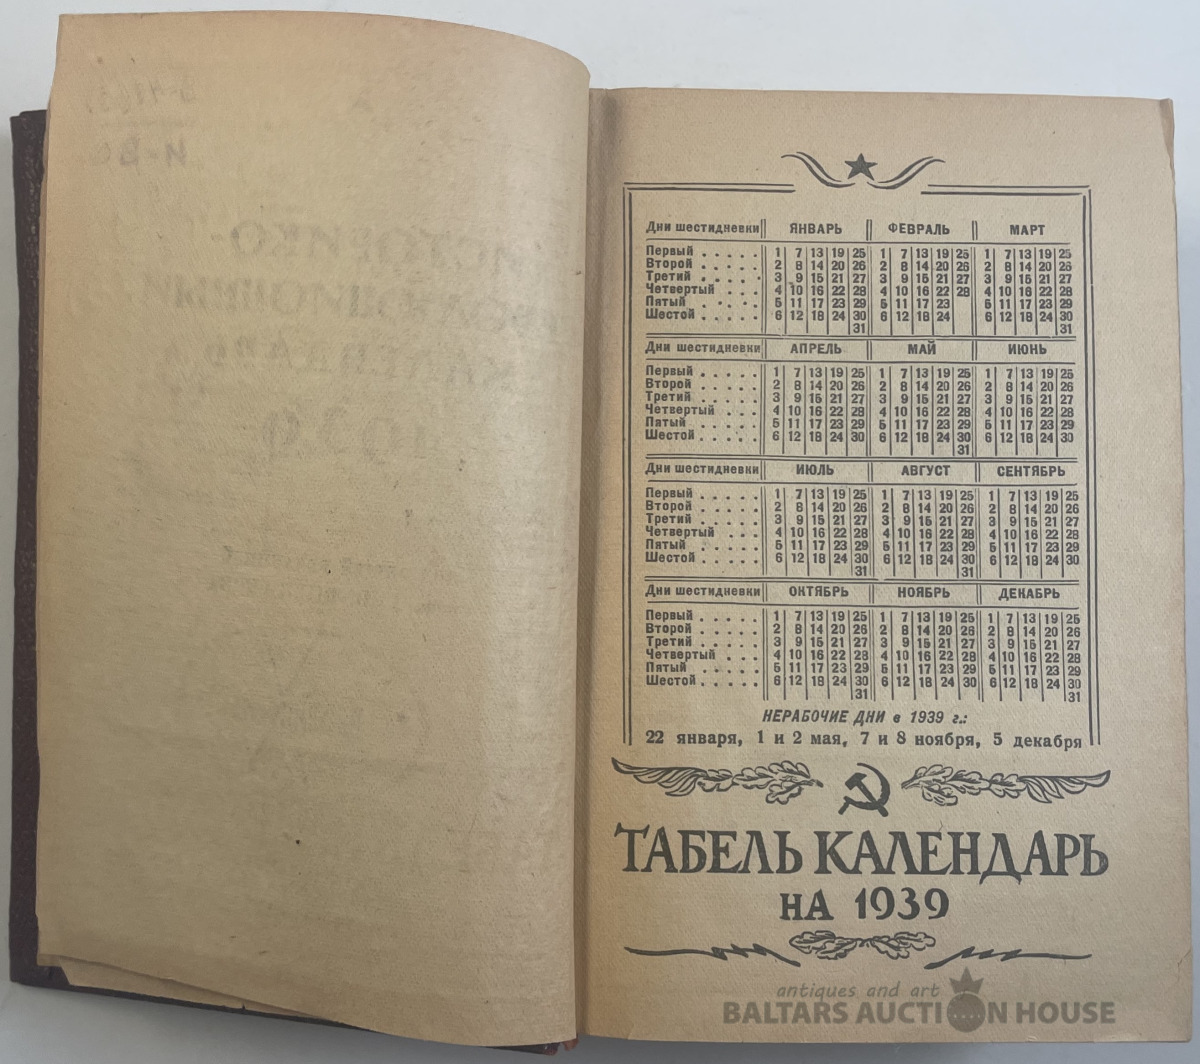 Дни шестидневки ЯНВАРЬ ФЕВРАЛЬ МАРТ
Первый . . . . . 1 7 13 19 25 1 7 13 19 25 1 7 13 19 25
Второй . . . . . 2 8 14 20 26 2 8 14 20 26 2 8 14 20 26
Третий . . . . . 3 9 15 21 27 3 9 15 21 27 3 9 15 21 27
Четвертый . . . 4 10 16 22 28 4 10 16 22 28 4 10 16 22 28
Пятый . . . . 5 11 17 23 29 5 11 17 23 5 11 17 23 29
Шестой . . . . . 6 12 18 24 30 6 12 18 24 6 12 18 24 30
31 31
Дни шестидневки АПРЕЛЬ МАЙ ИЮНЬ
Первый . . . . . 1 7 13 19 25 1 7 13 19 25 1 7 13 19 25
Второй . . . . . 2 8 14 20 26 2 8 14 20 26 2 8 14 20 26
Третий . . . . . 3 9 15 21 27 3 9 15 21 27 3 9 15 21 27
Четвертый . . . 4 10 16 22 28 4 10 16 22 28 4 10 16 22 28
Пятый . . . . 5 11 17 23 29 5 11 17 23 29 5 11 17 23 29
Шестой . . . . . 6 12 18 24 30 6 12 18 24 30 6 12 18 24 30
31
Дни шестидневки ИЮЛЬ АВГУСТ СЕНТЯБРЬ
Первый . . . . . 1 7 13 19 25 1 7 13 19 25 1 7 13 19 25
Второй . . . . . 2 8 14 20 26 2 8 14 20 26 2 8 14 20 26
Третий . . . . . 3 9 15 21 27 3 9 15 21 27 3 9 15 21 27
Четвертый . . . 4 10 16 22 28 4 10 16 22 28 4 10 16 22 28
Пятый . . . . 5 11 17 23 29 5 11 17 23 29 5 11 17 23 29
Шестой . . . . . 6 12 18 24 30 6 12 18 24 30 6 12 18 24 30
31 31
Дни шестидневки ОКТЯБРЬ НОЯБРЬ ДЕКАБРЬ
Первый . . . . . 1 7 13 19 25 1 7 13 19 25 1 7 13 19 25
Второй . . . . . 2 8 14 20 26 2 8 14 20 26 2 8 14 20 26
Третий . . . . . 3 9 15 21 27 3 9 15 21 27 3 9 15 21 27
Четвертый . . . 4 10 16 22 28 4 10 16 22 28 4 10 16 22 28
Пятый . . . . 5 11 17 23 29 5 11 17 23 29 5 11 17 23 29
Шестой . . . . . 6 12 18 24 30 6 12 18 24 30 6 12 18 24 30
31 31
НЕРАБОЧИЕ ДНИ в 1939 г.:
22 января, 1 и 2 мая, 7 и 8 ноября, 5 декабря
ТАБЕЛЬ КАЛЕНДАРЬ
НА 1939
antiques and art
BALTARS AUCTION HOUSE